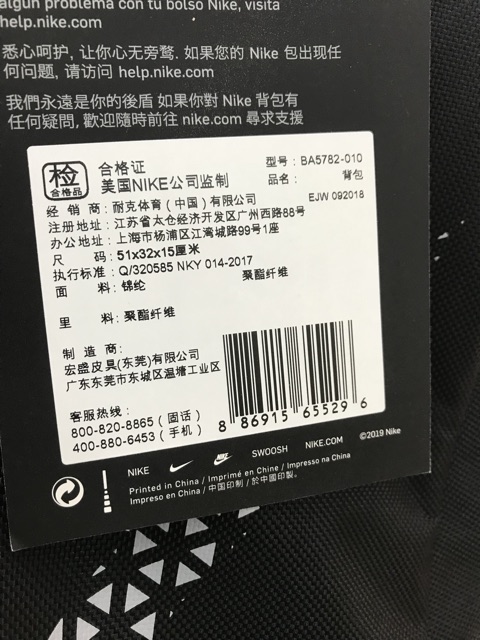 algún problema con tu bolso Nike, visita
help.nike.com
悉心呵护, 让你心无旁骛. 如果您的 Nike 包出现任
何问题, 请访问 help.nike.com
我們永遠是你的後盾 如果你對 Nike 背包有
任何疑問, 歡迎隨時前往 nike.com 尋求支援
检
合格品
合格证
美国NIKE公司监制
型号: BA5782-010
品名: 背包
EJW 092018
经销商: 耐克体育(中国)有限公司
注册地址: 江苏省太仓经济开发区广州西路88号
办公地址: 上海市杨浦区江湾城路99号1座
尺码: 51x32x15厘米
执行标准: Q/320585 NKY 014-2017
面料: 锦纶 聚酯纤维
里料: 聚酯纤维
制造商:
宏盛皮具(东莞)有限公司
广东东莞市东城区温塘工业区
客服热线:
800-820-8865 (固话)
400-880-6453 (手机)
8 86915 65529 6
NIKE NIKE SWOOSH NIKE.COM ©2019 Nike
Printed in China / Imprimé en Chine / Impresso na China
Impreso en China / 中国印制 / 於中國印製。